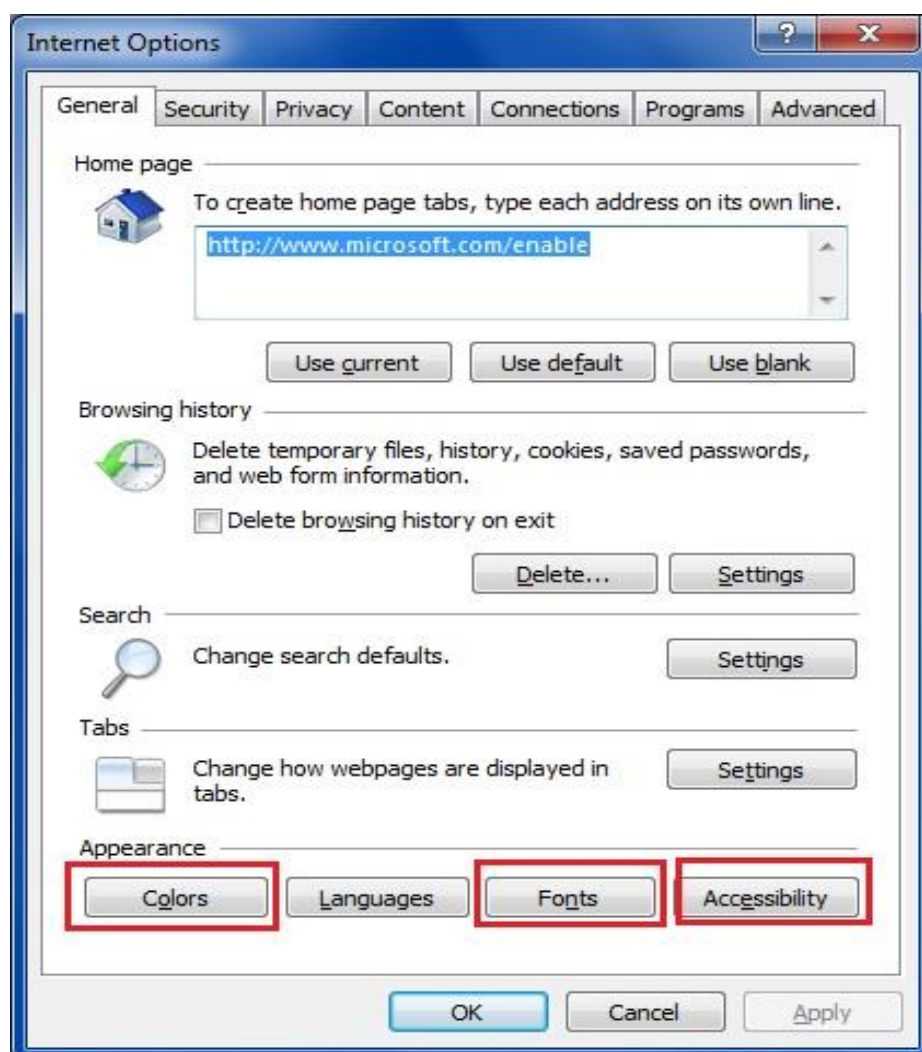 Internet Options
?
X
General Security Privacy Content Connections Programs Advanced
Home page
To create home page tabs, type each address on its own line.
http://www.microsoft.com/enable
Use current Use default Use blank
Browsing history
Delete temporary files, history, cookies, saved passwords,
and web form information.
Delete browsing history on exit
Delete... Settings
Search
Change search defaults.
Settings
Tabs
Change how webpages are displayed in
tabs.
Settings
Appearance
Colors Languages Fonts Accessibility
OK Cancel Apply